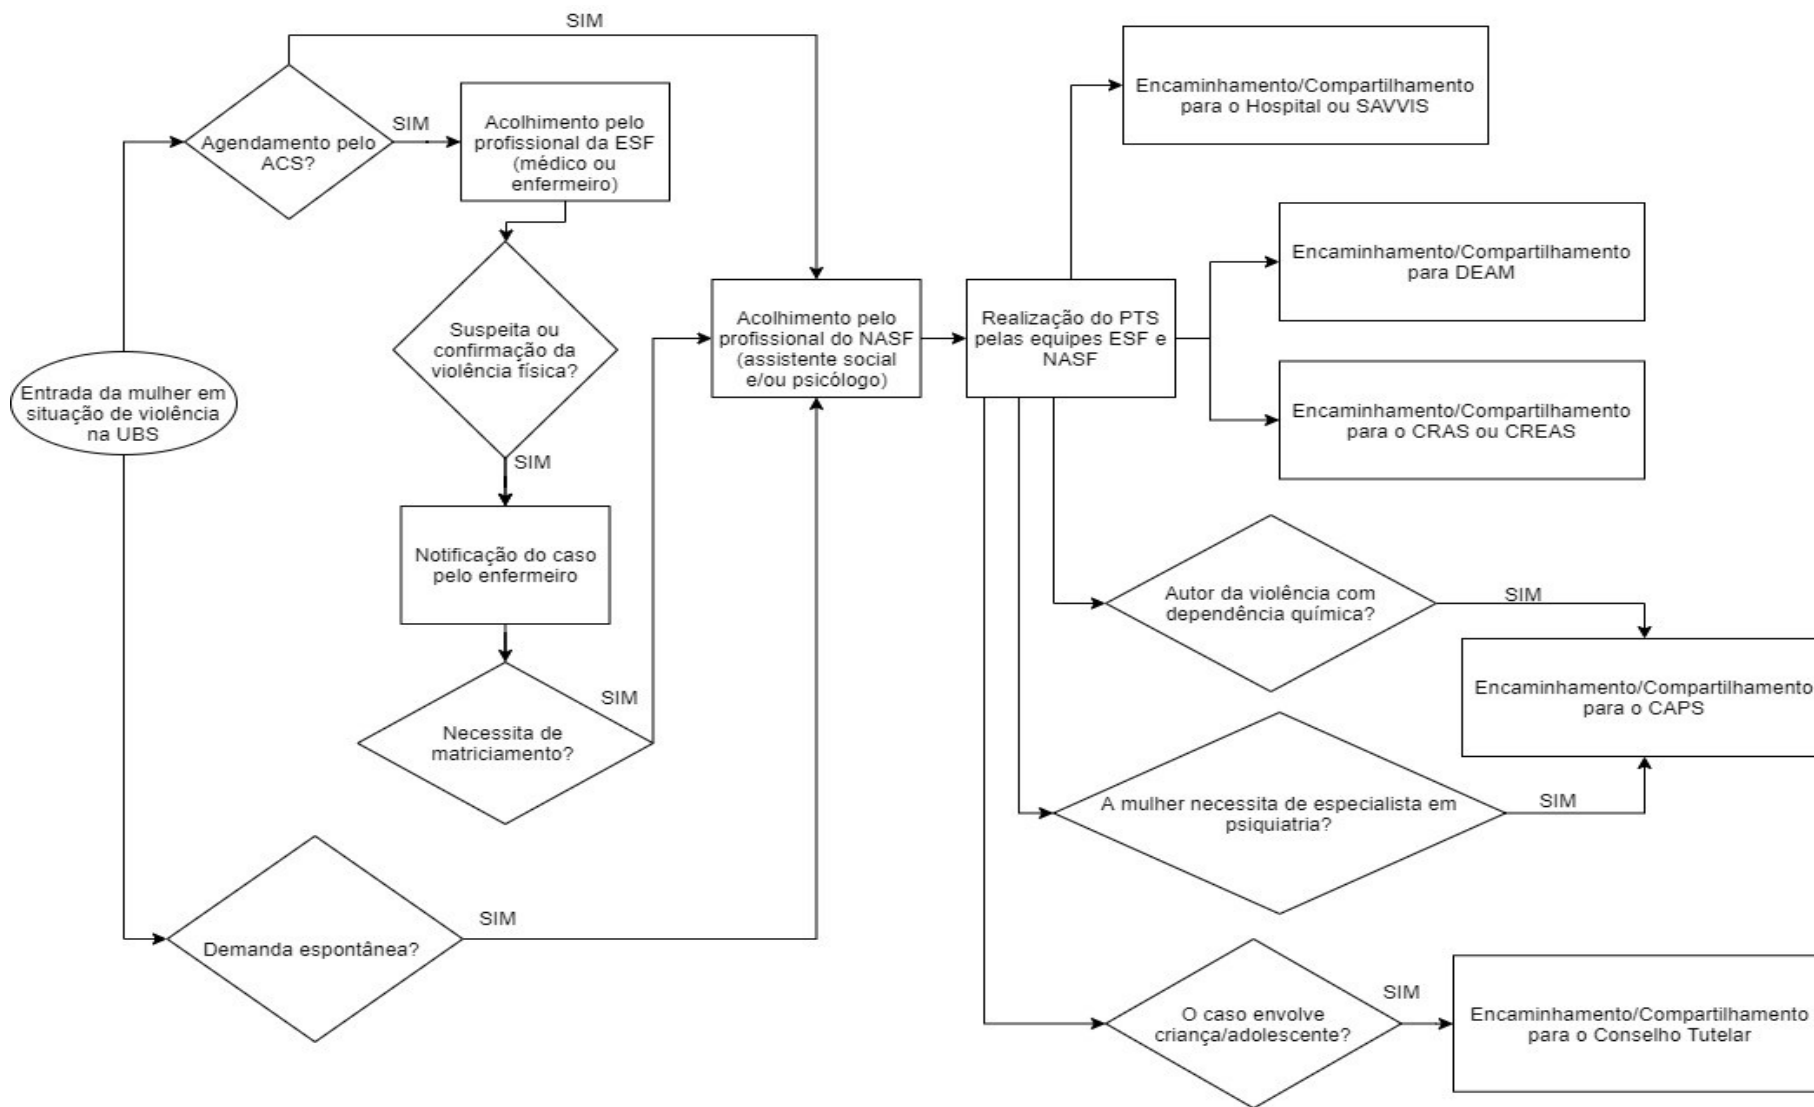 SIM
Agendamento pelo
ACS?
SIM
Acolhimento pelo
profissional da ESF
(médico ou
enfermeiro)
Suspeita ou
confirmação da
violência física?
Entrada da mulher em
situação de violência
na UBS
SIM
Notificação do caso
pelo enfermeiro
SIM
Necessita de
matriciamento?
SIM
Demanda espontânea?
Acolhimento pelo
profissional do NASF
(assistente social
e/ou psicólogo)
Realização do PTS
pelas equipes ESF e
NASF
Encaminhamento/Compartilhamento
para o Hospital ou SAVVIS
Encaminhamento/Compartilhamento
para DEAM
Encaminhamento/Compartilhamento
para o CRAS ou CREAS
Autor da violência com
dependência química?
SIM
Encaminhamento/Compartilhamento
para o CAPS
A mulher necessita de especialista em
psiquiatria?
SIM
O caso envolve
criança/adolescente?
SIM
Encaminhamento/Compartilhamento
para o Conselho Tutelar